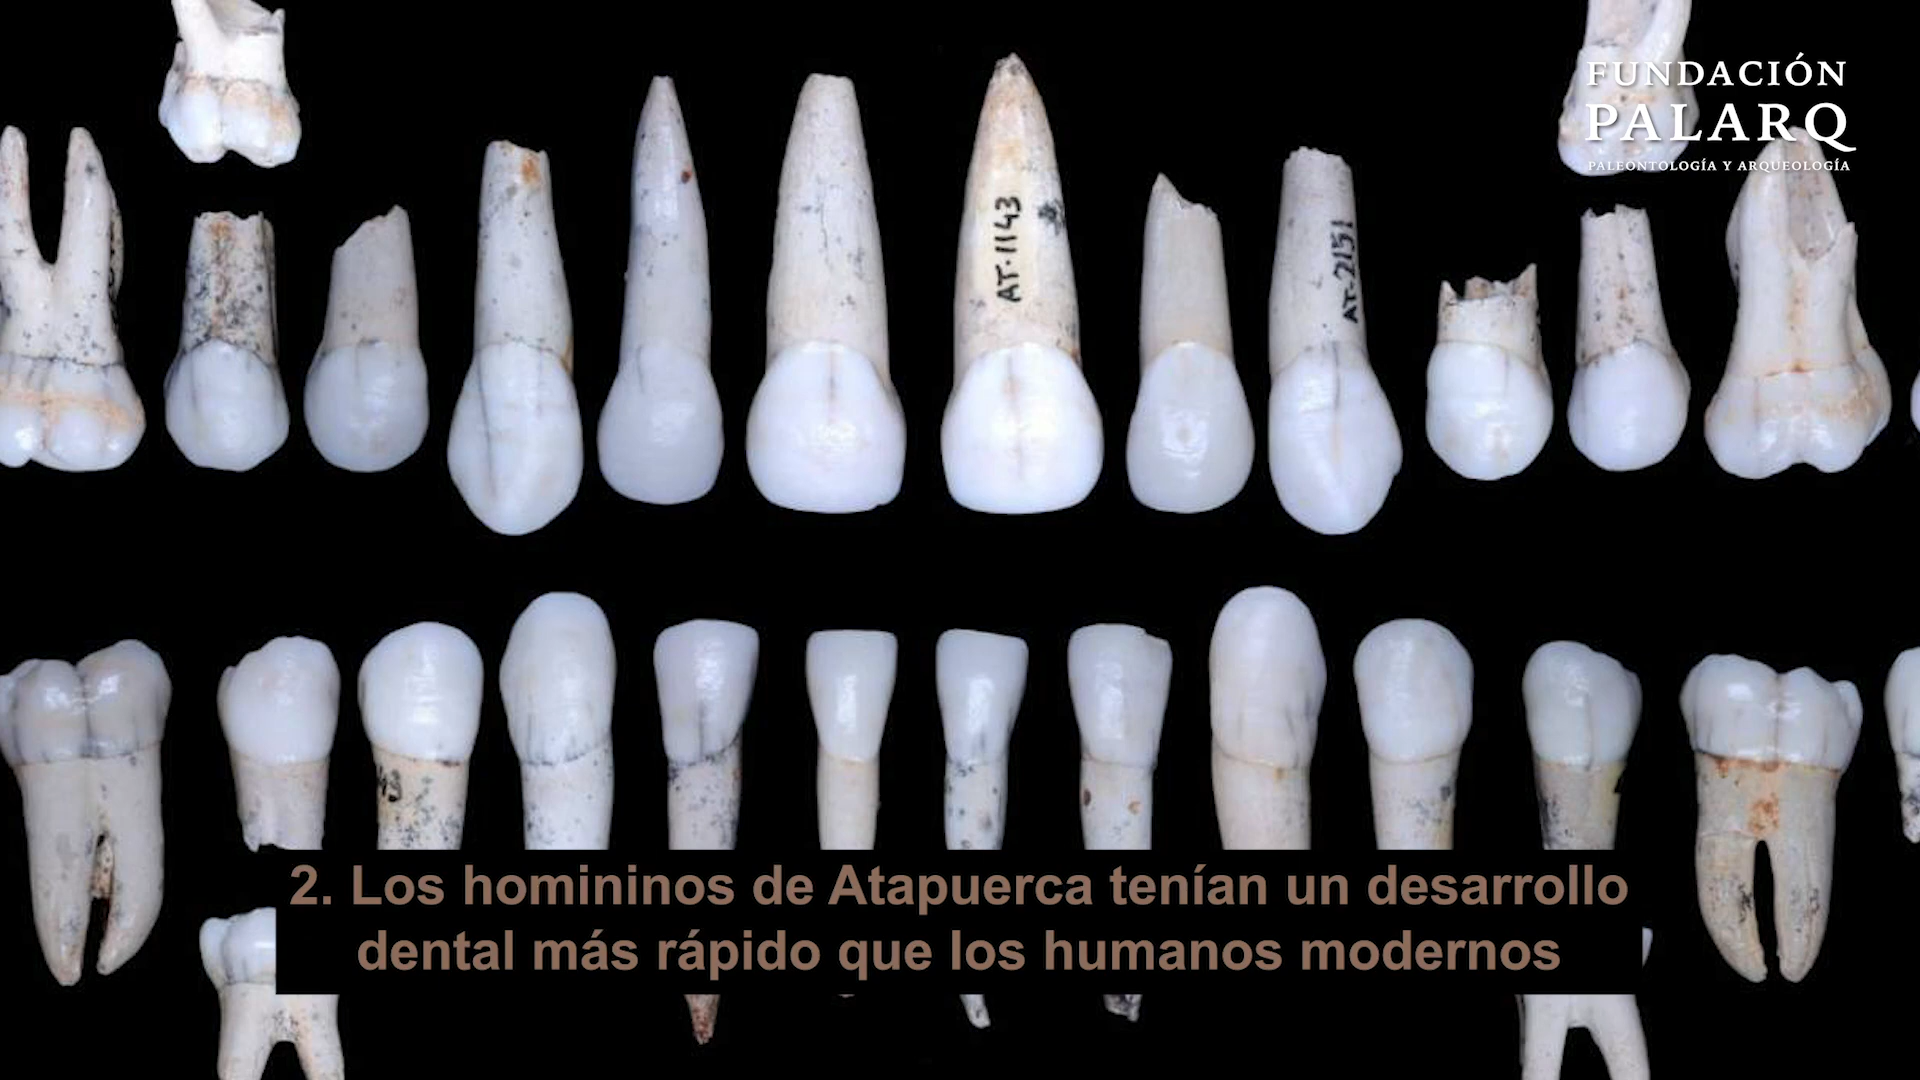 FUNDACIÓN
PALARQ
PALEONTOLOGÍA Y ARQUEOLOGÍA
AT-1143
AT-2151
43
2. Los homininos de Atapuerca tenían un desarrollo
dental más rápido que los humanos modernos